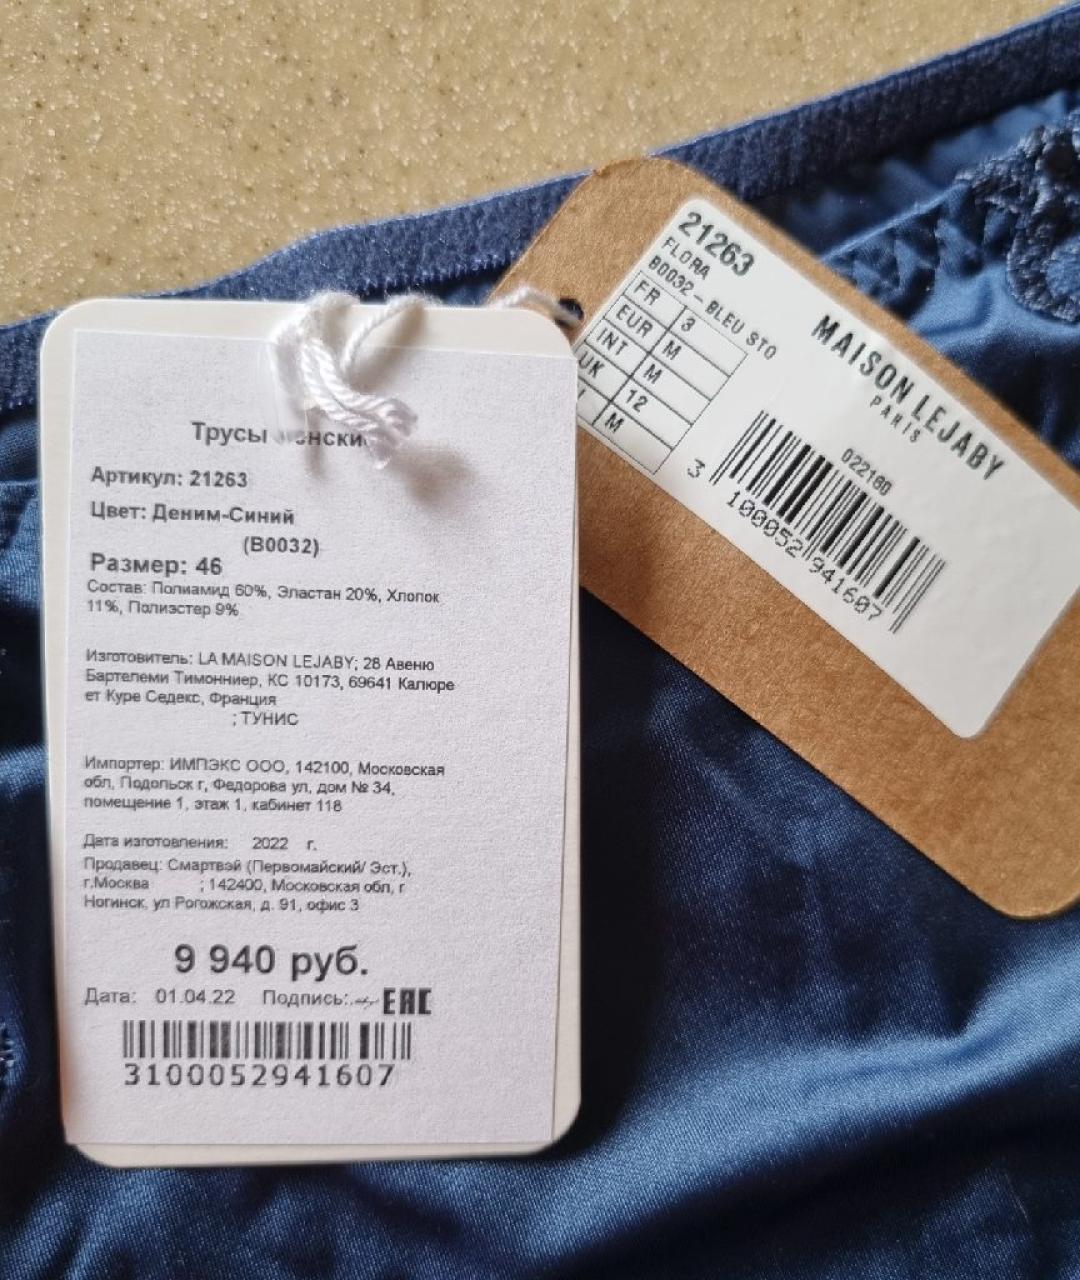 Трусы
Артикул: 21263
Цвет: Деним-Синий
(B0032)
Размер: 46
Состав: Полиамид 60%, Эластан 20%, Хлопок
11%, Полиэстер 9%
Изготовитель: LA MAISON LEJABY; 28 Авеню
Бартелеми Тимонниер, КС 10173, 69641 Калюре
ет Куре Седекс, Франция
; ТУНИС
Импортер: ИМПЭКС ООО, 142100, Московская
обл, Подольск г, Федорова ул, дом № 34,
помещение 1, этаж 1, кабинет 118
Дата изготовления: 2022 г.
Продавец: Смартвэй (Первомайский/ Эст.),
г.Москва ; 142400, Московская обл, г
Ногинск, ул Рогожская, д. 91, офис 3
9 940 руб.
Дата: 01.04.22 Подпись: EAC
3100052941607
21263
FLORA
B0032 - BLEU STO
FR 3
EUR M
INT M
UK 12
M
MAISON LEJABY
PARIS
022180
3 100052 941607